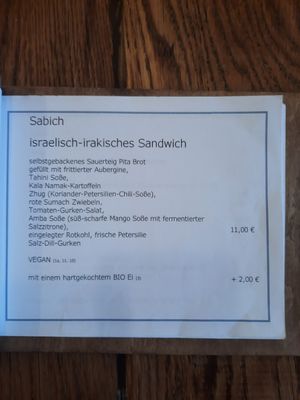 Sabich
israelisch-irakisches Sandwich
selbstgebackenes Sauerteig Pita Brot
gefüllt mit frittierter Aubergine,
Tahini Soße,
Kala Namak-Kartoffeln
Zhug (Koriander-Petersilien-Chili-Soße),
rote Sumach Zwiebeln,
Tomaten-Gurken-Salat,
Amba Soße (süß-scharfe Mango Soße mit fermentierter
Salzzitrone),
eingelegter Rotkohl, frische Petersilie
Salz-Dill-Gurken
11,00 €
VEGAN
mit einem hartgekochtem BIO Ei
+ 2,00 €